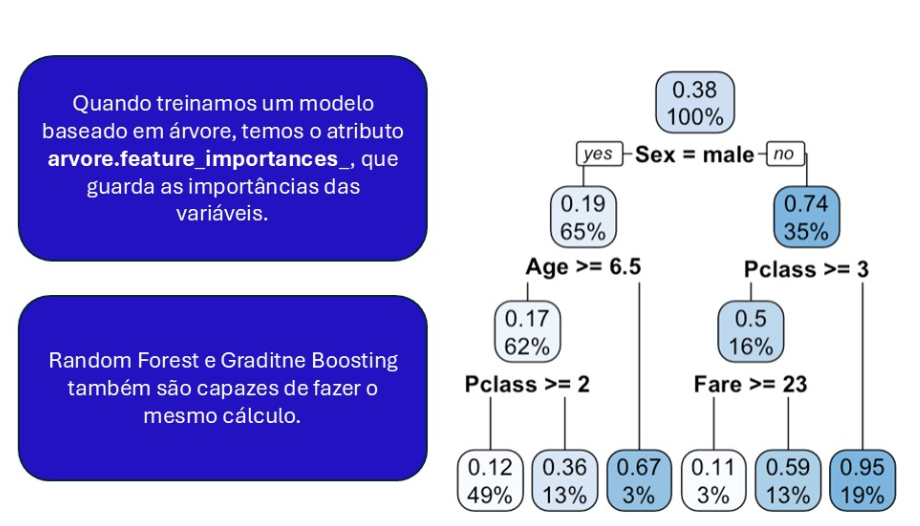 Quando treinamos um modelo
baseado em árvore, temos o atributo
arvore.feature_importances_, que
guarda as importâncias das
variáveis.
Random Forest e Graditne Boosting
também são capazes de fazer o
mesmo cálculo.
0.38
100%
yes Sex = male no
0.19
65%
0.74
35%
Age >= 6.5
Pclass >= 3
0.17
62%
0.5
16%
Pclass >= 2
Fare >= 23
0.12
49%
0.36
13%
0.67
3%
0.11
3%
0.59
13%
0.95
19%